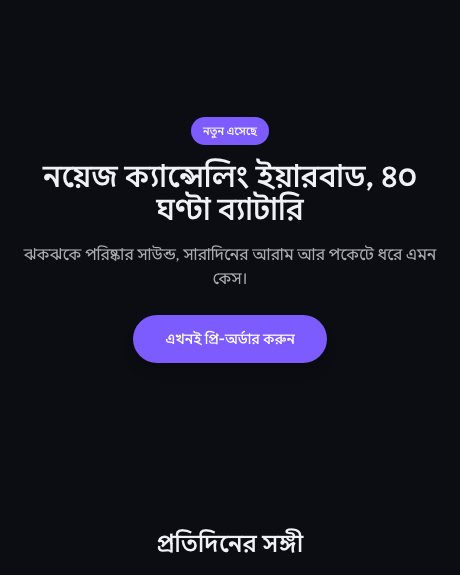 নতুন এসেছে
নয়েজ ক্যান্সেলিং ইয়ারবাড, ৪০
ঘণ্টা ব্যাটারি
ঝকঝকে পরিষ্কার সাউন্ড, সারাদিনের আরাম আর পকেটে ধরে এমন
কেস।
এখনই প্রি-অর্ডার করুন
প্রতিদিনের সঙ্গী